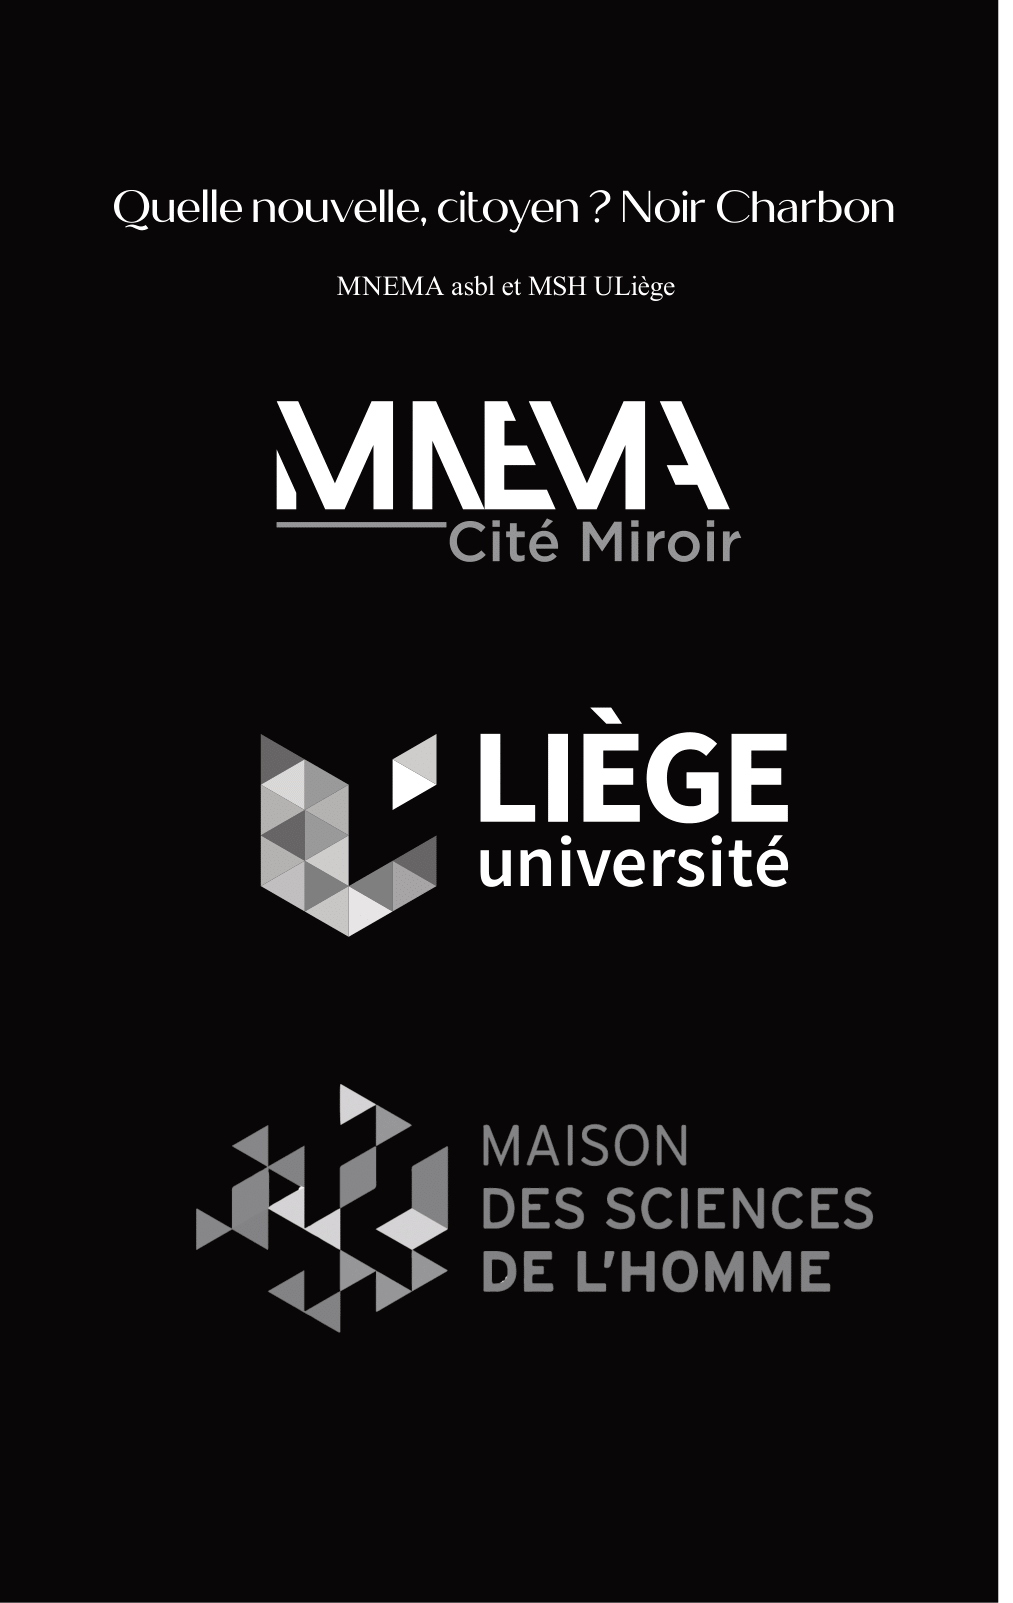 Quelle nouvelle, citoyen ? Noir Charbon
MNEMA asbl et MSH ULiège
MNEMA
Cité Miroir
LIÈGE
université
MAISON
DES SCIENCES
DE L'HOMME